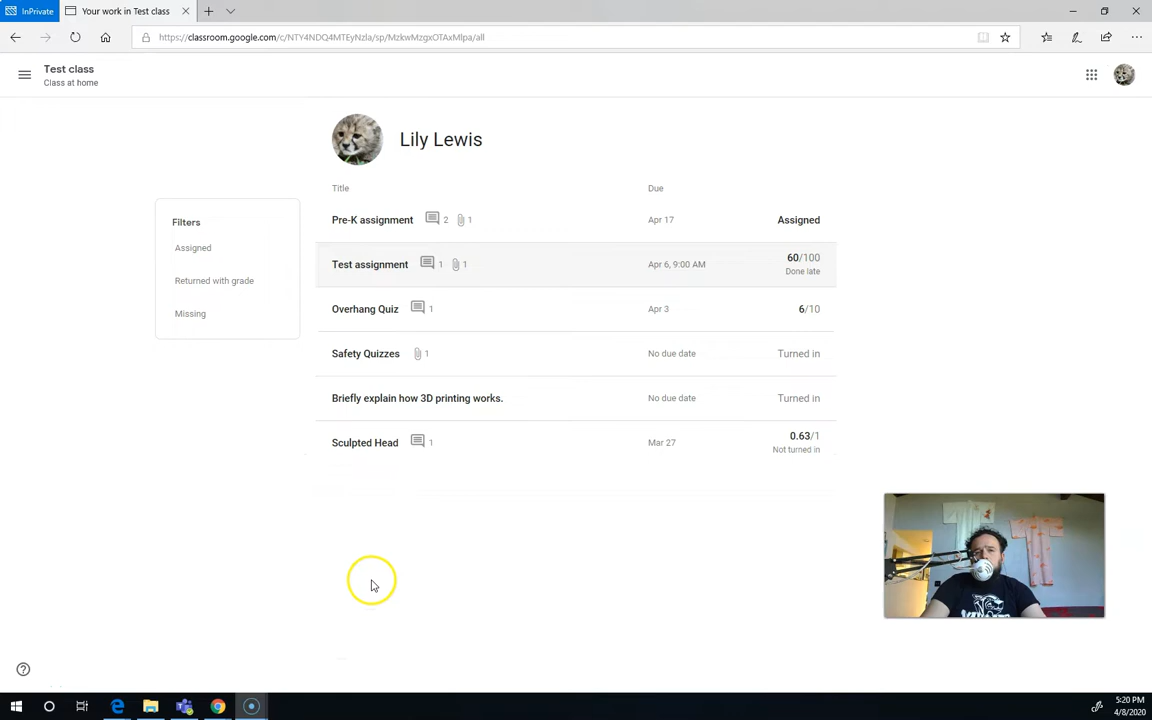 InPrivate
Your work in Test class
https://classroom.google.com/c/NTY4NDQ4MTEyNzla/sp/MzkwMzgxOTAxMlpa/all
Test class
Class at home
Lily Lewis
Title
Due
Filters
Assigned
Returned with grade
Missing
Pre-K assignment 2 1 Apr 17 Assigned
Test assignment 1 1 Apr 6, 9:00 AM 60/100
Done late
Overhang Quiz 1 Apr 3 6/10
Safety Quizzes 1 No due date Turned in
Briefly explain how 3D printing works. No due date Turned in
Sculpted Head 1 Mar 27 0.63/1
Not turned in
5:20 PM
4/8/2020